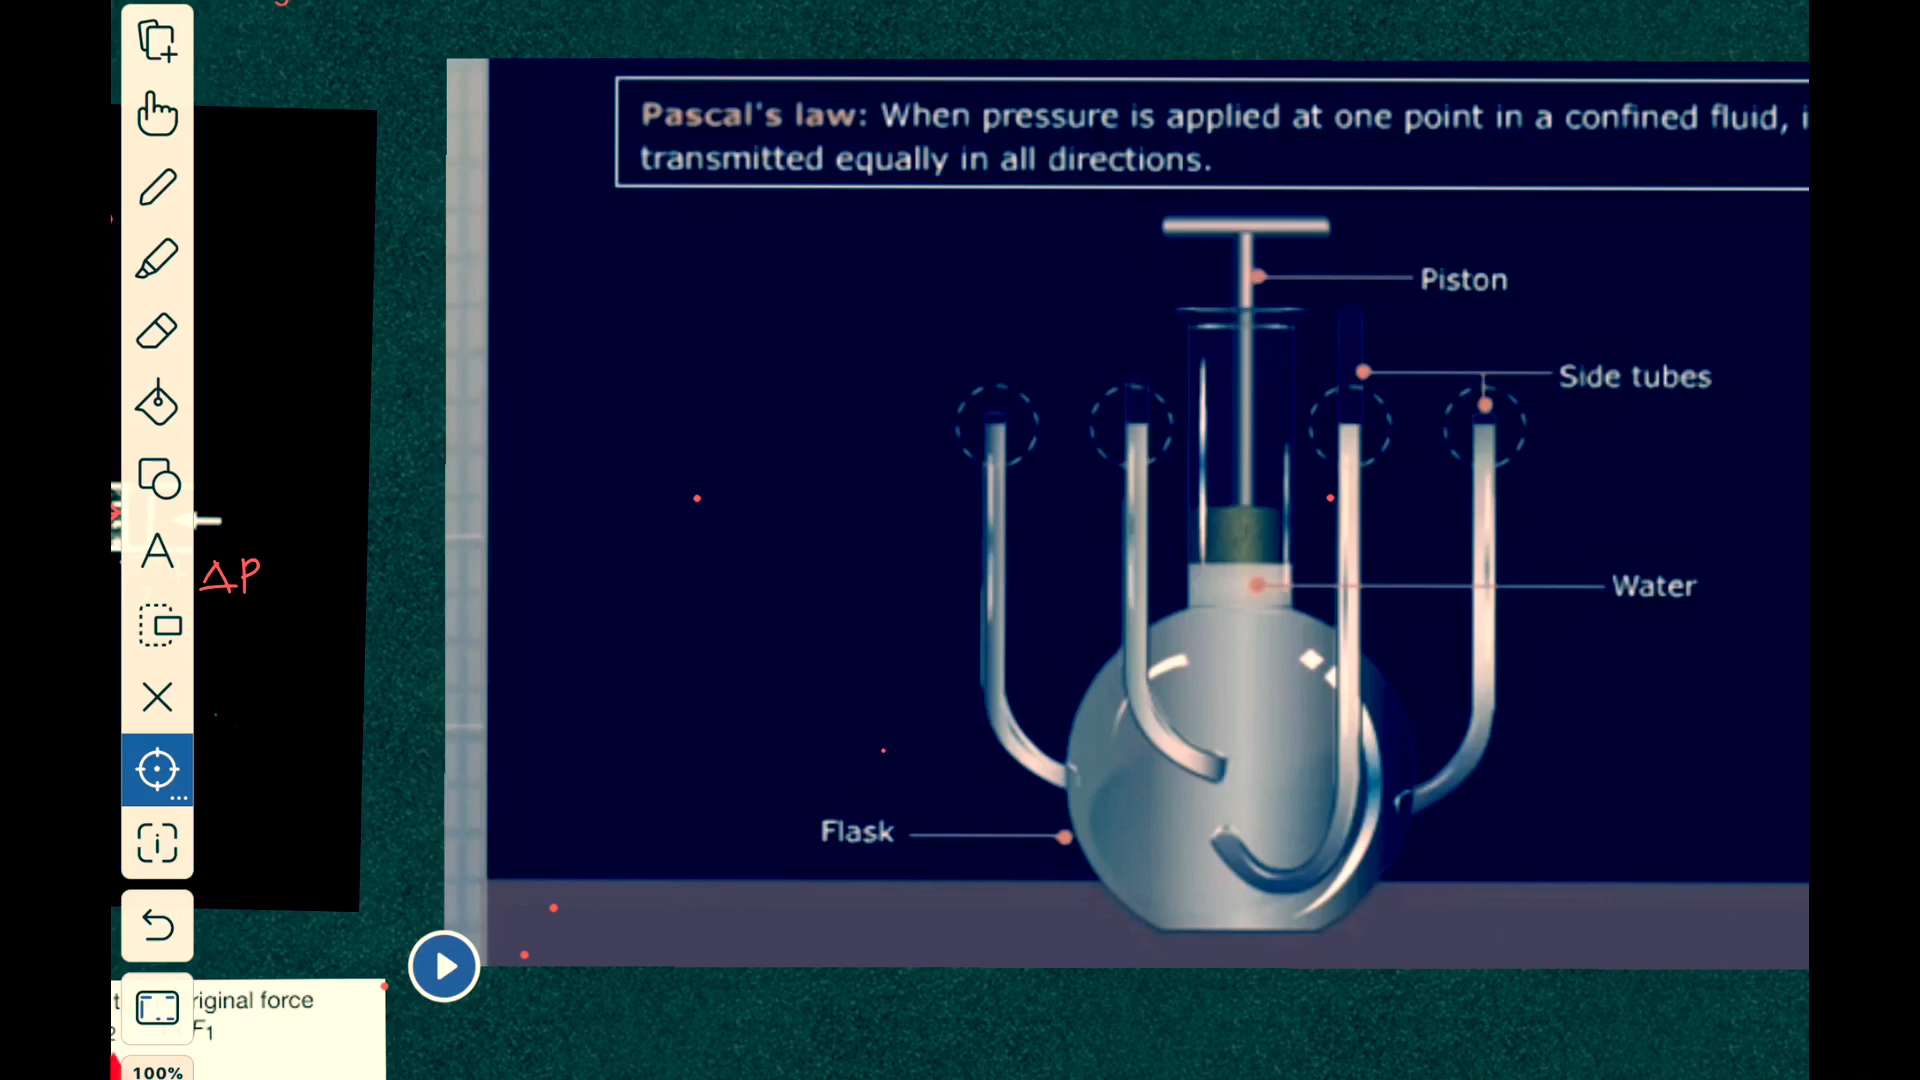 Pascal's law: When pressure is applied at one point in a confined fluid, i
transmitted equally in all directions.
Piston
Side tubes
Water
Flask
ΔP
riginal force
F1
100%